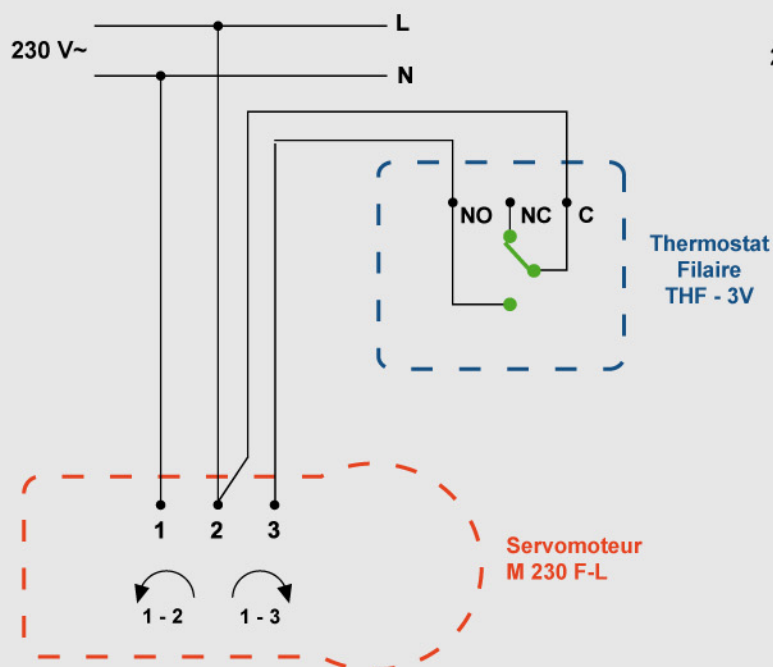 L
230 V~
N
NO NC C
Thermostat
Filaire
THF - 3V
1 2 3
Servomoteur
M 230 F-L
1 - 2 1 - 3